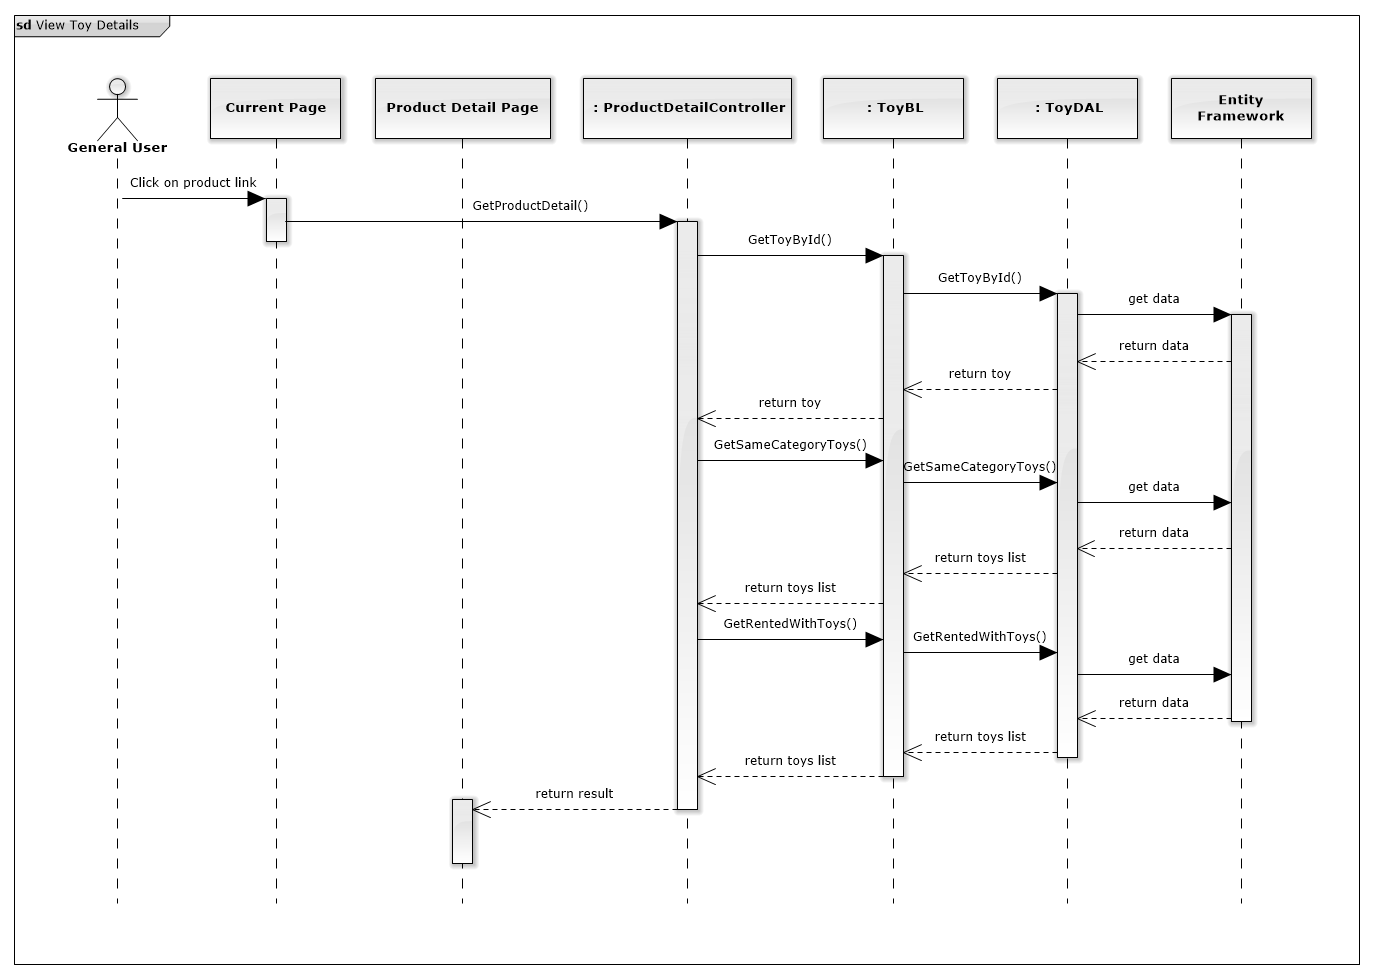 sd View Toy Details
General User
Current Page
Product Detail Page
: ProductDetailController
: ToyBL
: ToyDAL
Entity
Framework
Click on product link
GetProductDetail()
GetToyById()
GetToyById()
get data
return data
return toy
return toy
GetSameCategoryToys()
GetSameCategoryToys()
get data
return data
return toys list
return toys list
GetRentedWithToys()
GetRentedWithToys()
get data
return data
return toys list
return toys list
return result